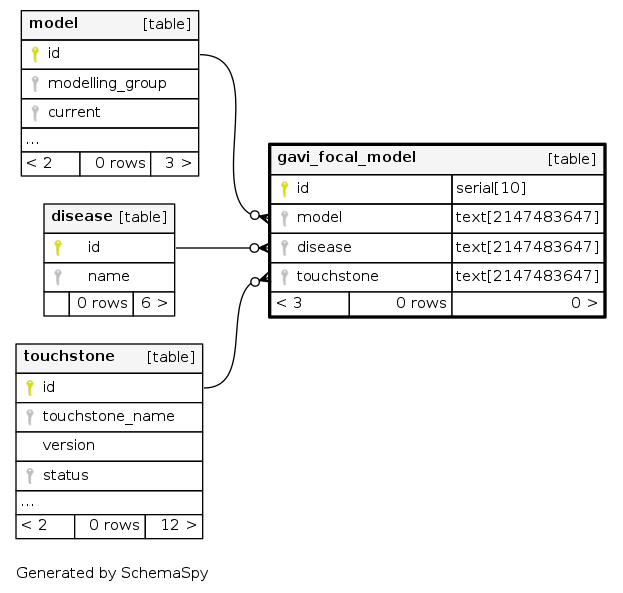 model [table]
id
modelling_group
current
...
< 2 0 rows 3 >
gavi_focal_model [table]
id serial[10]
model text[2147483647]
disease text[2147483647]
touchstone text[2147483647]
< 3 0 rows 0 >
disease [table]
id
name
0 rows 6 >
touchstone [table]
id
touchstone_name
version
status
...
< 2 0 rows 12 >
Generated by SchemaSpy